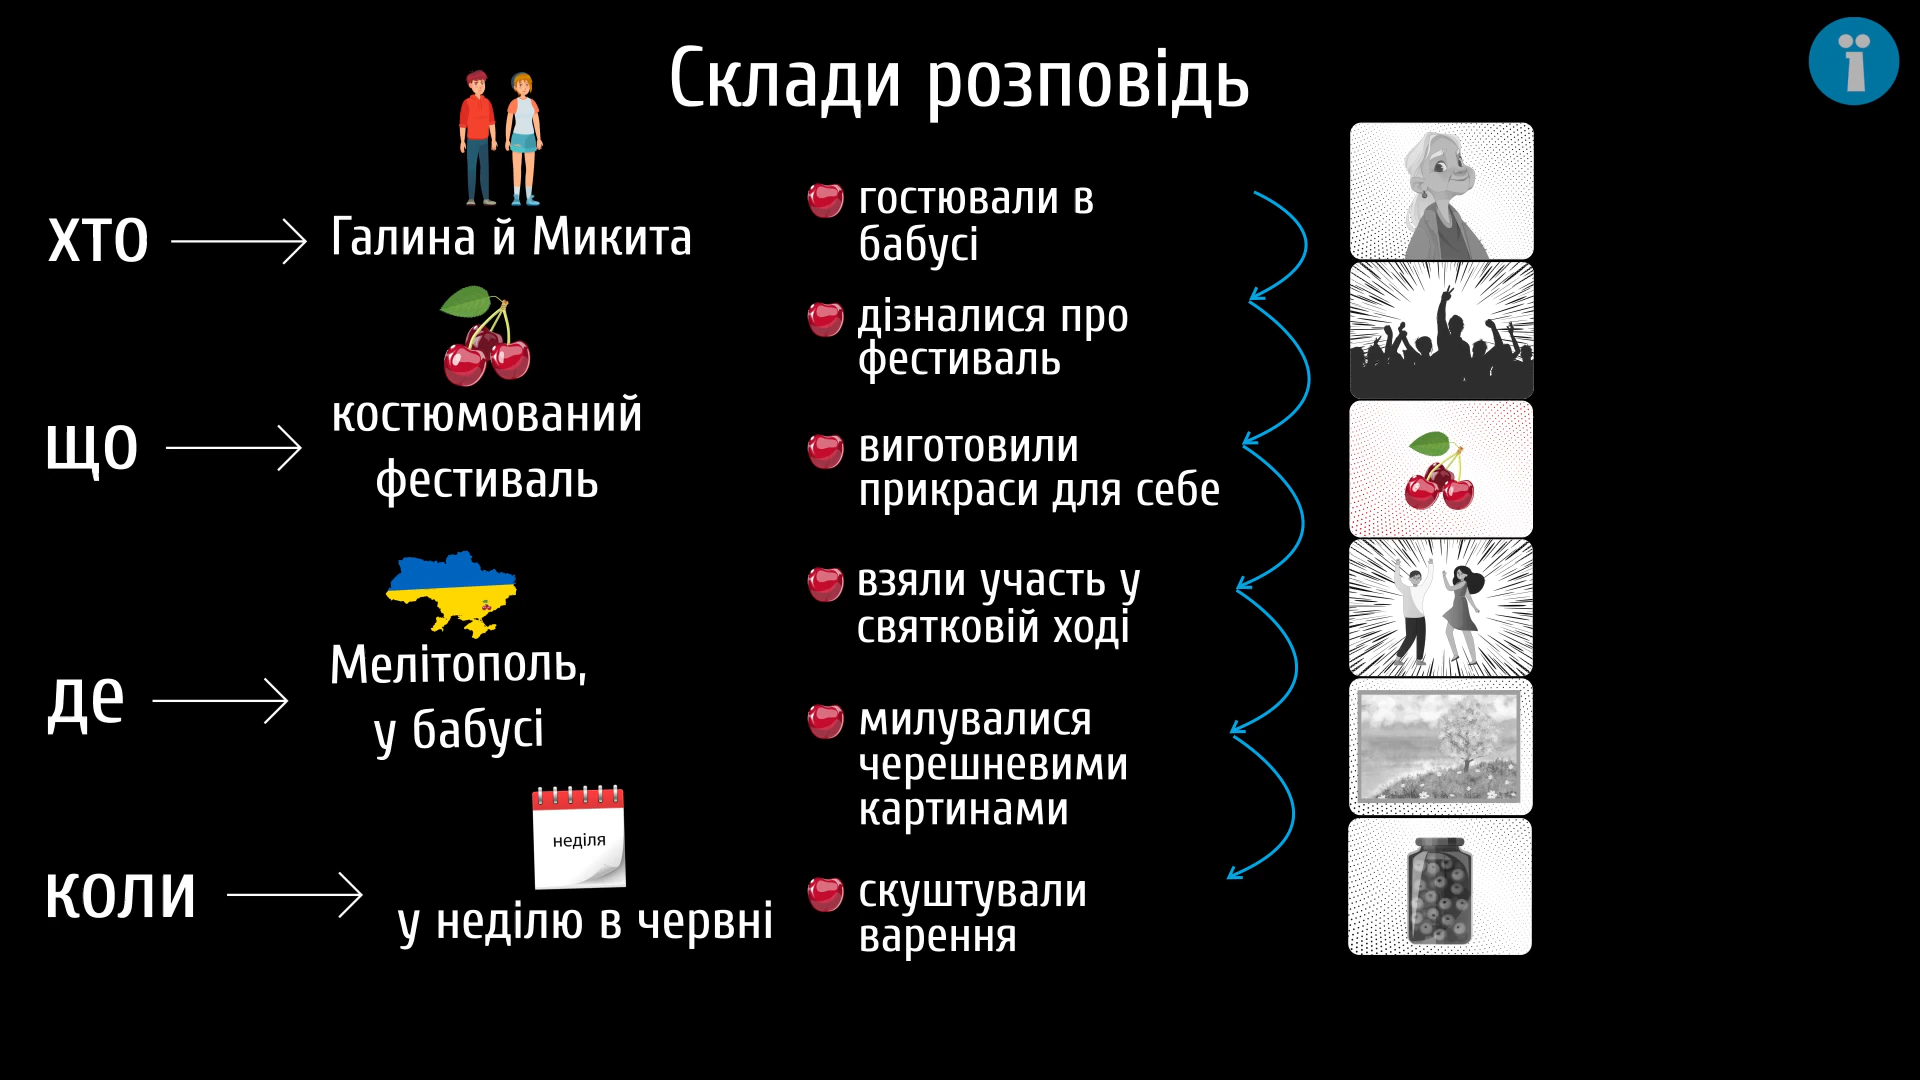 Склади розповідь
хто
Галина й Микита
що
костюмований
фестиваль
де
Мелітополь,
у бабусі
коли
неділя
у неділю в червні
гостювали в
бабусі
дізналися про
фестиваль
виготовили
прикраси для себе
взяли участь у
святковій ході
милувалися
черешневими
картинами
скуштували
варення
ї